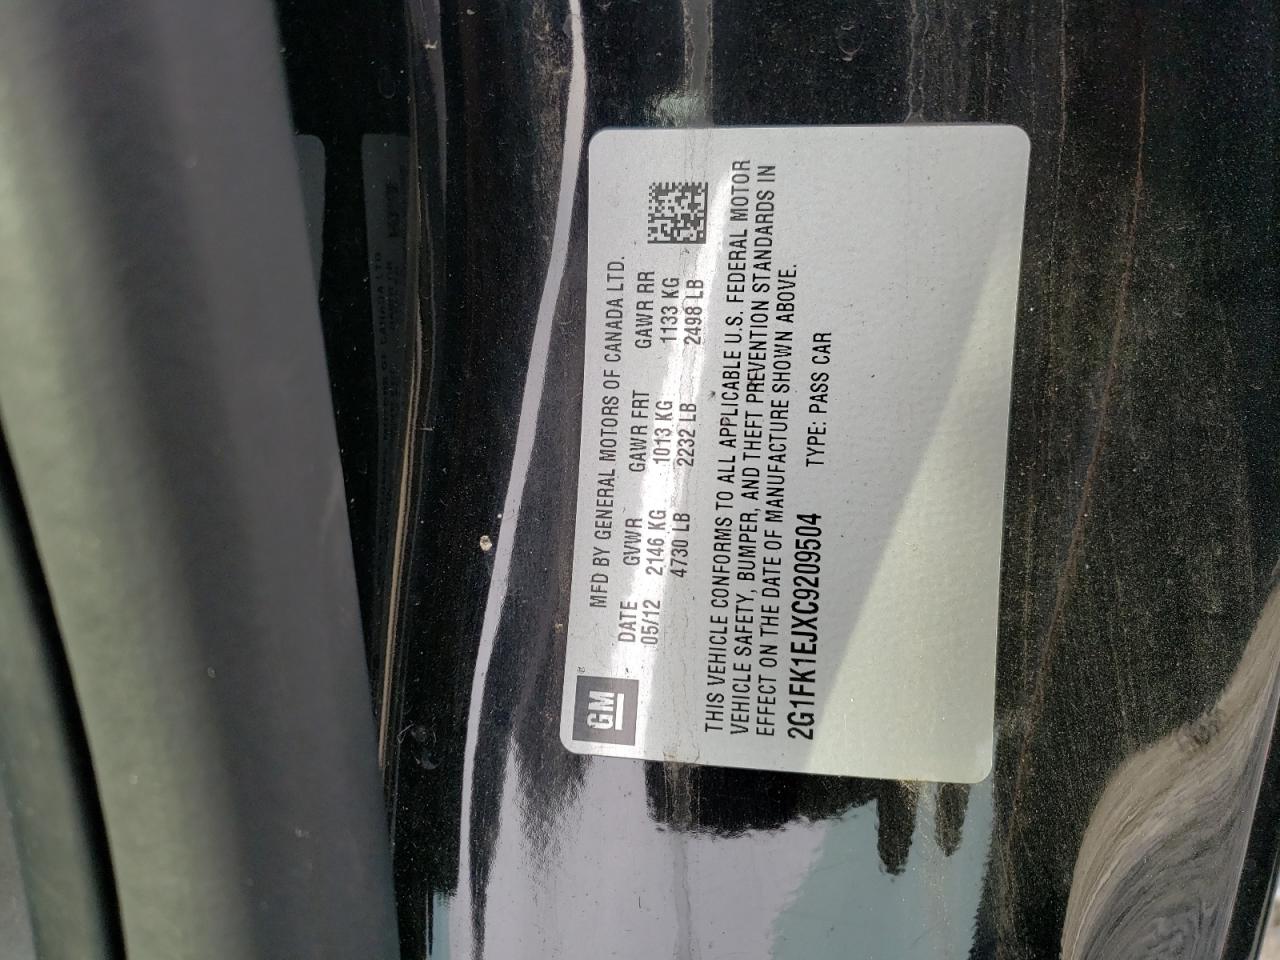 GM
MFD BY GENERAL MOTORS OF CANADA LTD.
DATE GVWR GAWR FRT GAWR RR
05/12 2146 KG 1013 KG 1133 KG
4730 LB 2232 LB 2498 LB
THIS VEHICLE CONFORMS TO ALL APPLICABLE U.S. FEDERAL MOTOR
VEHICLE SAFETY, BUMPER, AND THEFT PREVENTION STANDARDS IN
EFFECT ON THE DATE OF MANUFACTURE SHOWN ABOVE.
2G1FK1EJXC9209504 TYPE: PASS CAR